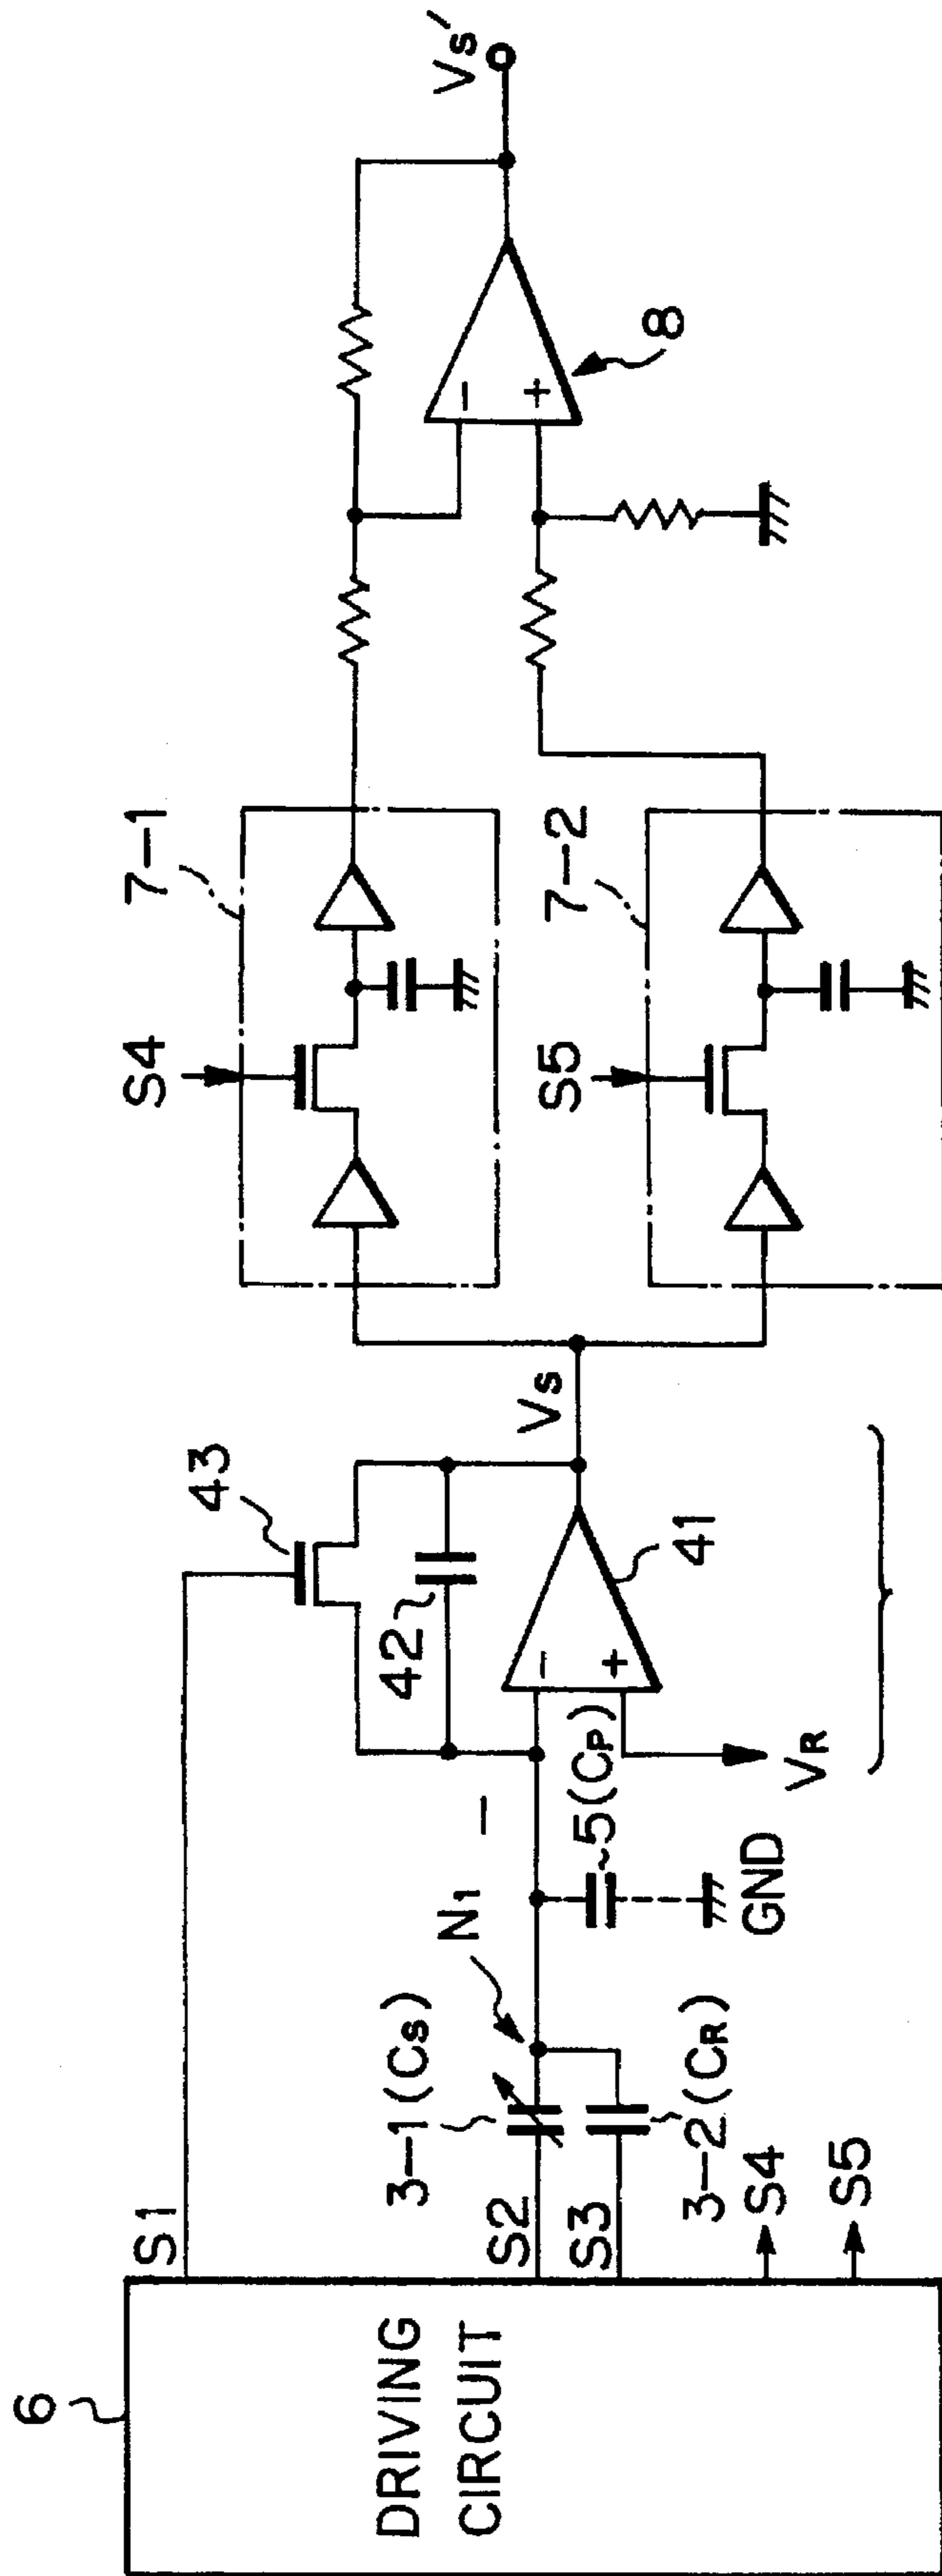 6
DRIVING
CIRCUIT
S1
S2
S3
S4
S5
3-1(Cs)
3-2(CR)
N1
5(CP)
GND
VR
42
43
41
-
+
Vs
S4
7-1
S5
7-2
-
+
8
Vs'